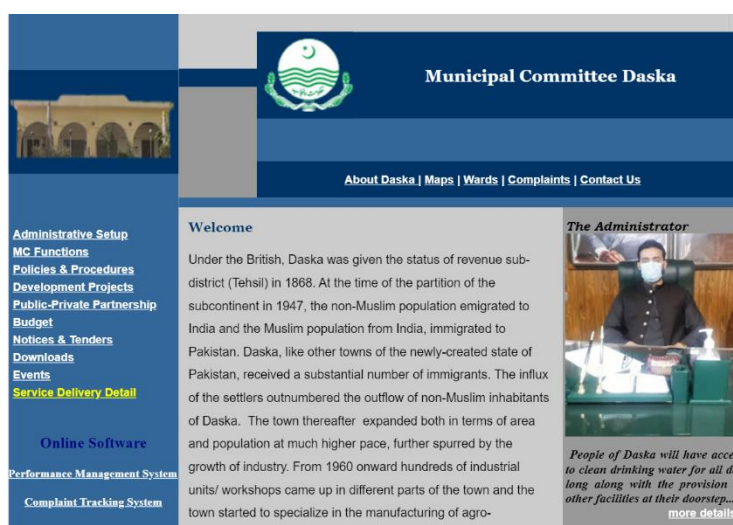 Municipal Committee Daska
About Daska | Maps | Wards | Complaints | Contact Us
Administrative Setup
MC Functions
Policies & Procedures
Development Projects
Public-Private Partnership
Budget
Notices & Tenders
Downloads
Events
Service Delivery Detail
Online Software
Performance Management System
Complaint Tracking System
Welcome
Under the British, Daska was given the status of revenue sub-
district (Tehsil) in 1868. At the time of the partition of the
subcontinent in 1947, the non-Muslim population emigrated to
India and the Muslim population from India, immigrated to
Pakistan. Daska, like other towns of the newly-created state of
Pakistan, received a substantial number of immigrants. The influx
of the settlers outnumbered the outflow of non-Muslim inhabitants
of Daska. The town thereafter expanded both in terms of area
and population at much higher pace, further spurred by the
growth of industry. From 1960 onward hundreds of industrial
units/ workshops came up in different parts of the town and the
town started to specialize in the manufacturing of agro-
The Administrator
People of Daska will have acce
to clean drinking water for all d
long along with the provision
other facilities at their doorstep...
more details